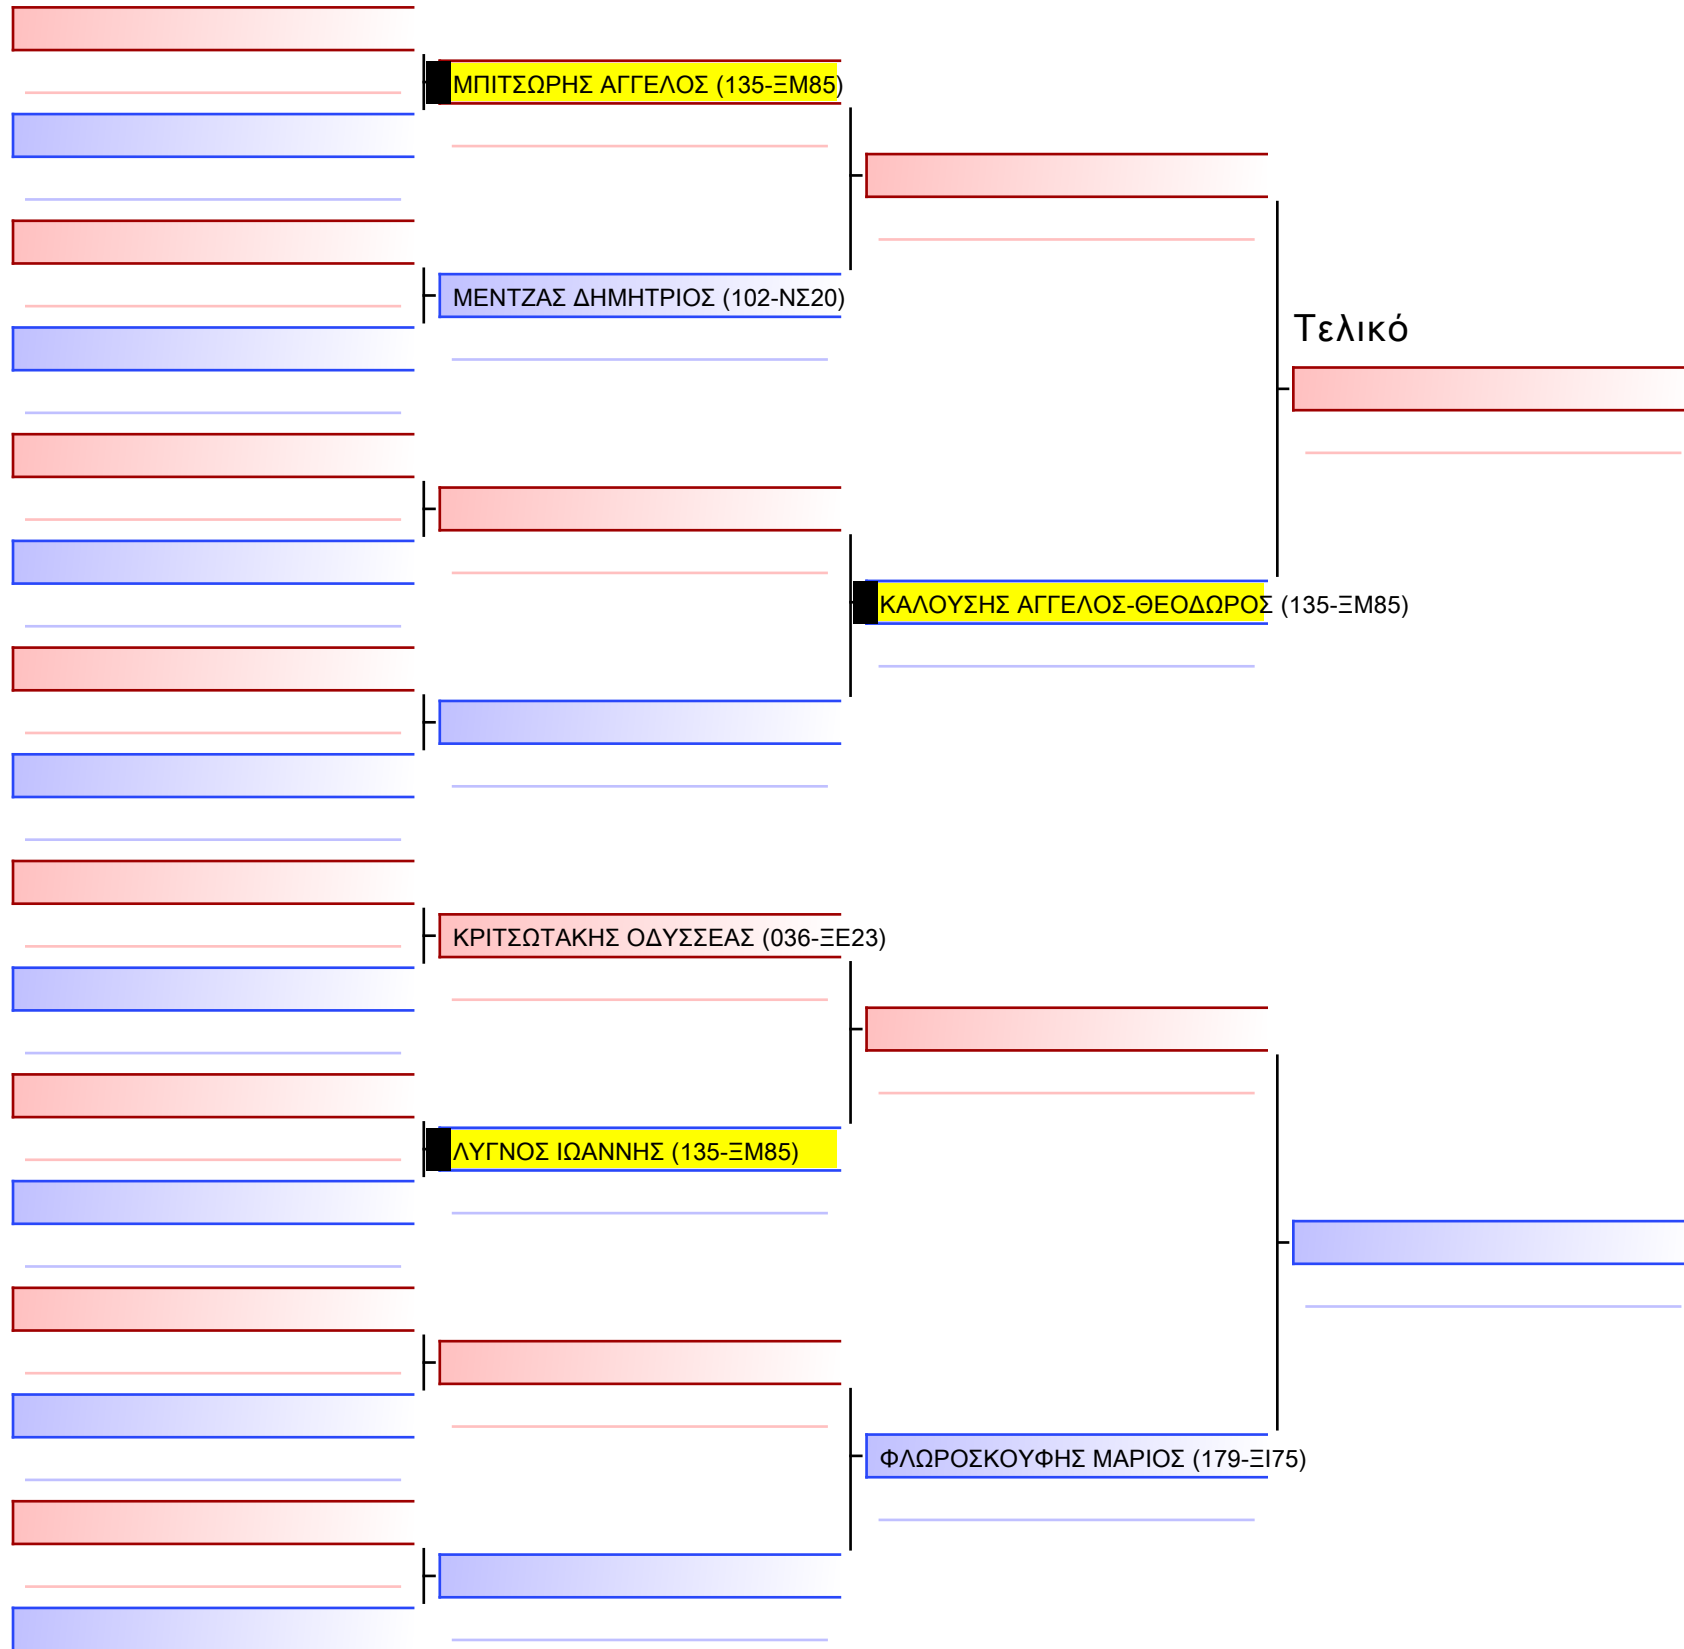 ΜΠΙΤΣΩΡΗΣ ΑΓΓΕΛΟΣ (135-ΞΜ85)
ΜΕΝΤΖΑΣ ΔΗΜΗΤΡΙΟΣ (102-ΝΣ20)
Τελικό
ΚΑΛΟΥΣΗΣ ΑΓΓΕΛΟΣ-ΘΕΟΔΩΡΟΣ (135-ΞΜ85)
ΚΡΙΤΣΩΤΑΚΗΣ ΟΔΥΣΣΕΑΣ (036-ΞΕ23)
ΛΥΓΝΟΣ ΙΩΑΝΝΗΣ (135-ΞΜ85)
ΦΛΩΡΟΣΚΟΥΦΗΣ ΜΑΡΙΟΣ (179-ΞΙ75)